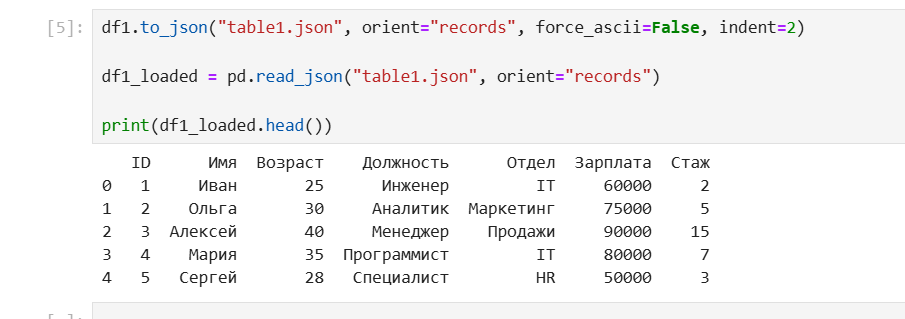 [5]: df1.to_json("table1.json", orient="records", force_ascii=False, indent=2)
df1_loaded = pd.read_json("table1.json", orient="records")
print(df1_loaded.head())
ID Имя Возраст Должность Отдел Зарплата Стаж
0 1 Иван 25 Инженер IT 60000 2
1 2 Ольга 30 Аналитик Маркетинг 75000 5
2 3 Алексей 40 Менеджер Продажи 90000 15
3 4 Мария 35 Программист IT 80000 7
4 5 Сергей 28 Специалист HR 50000 3